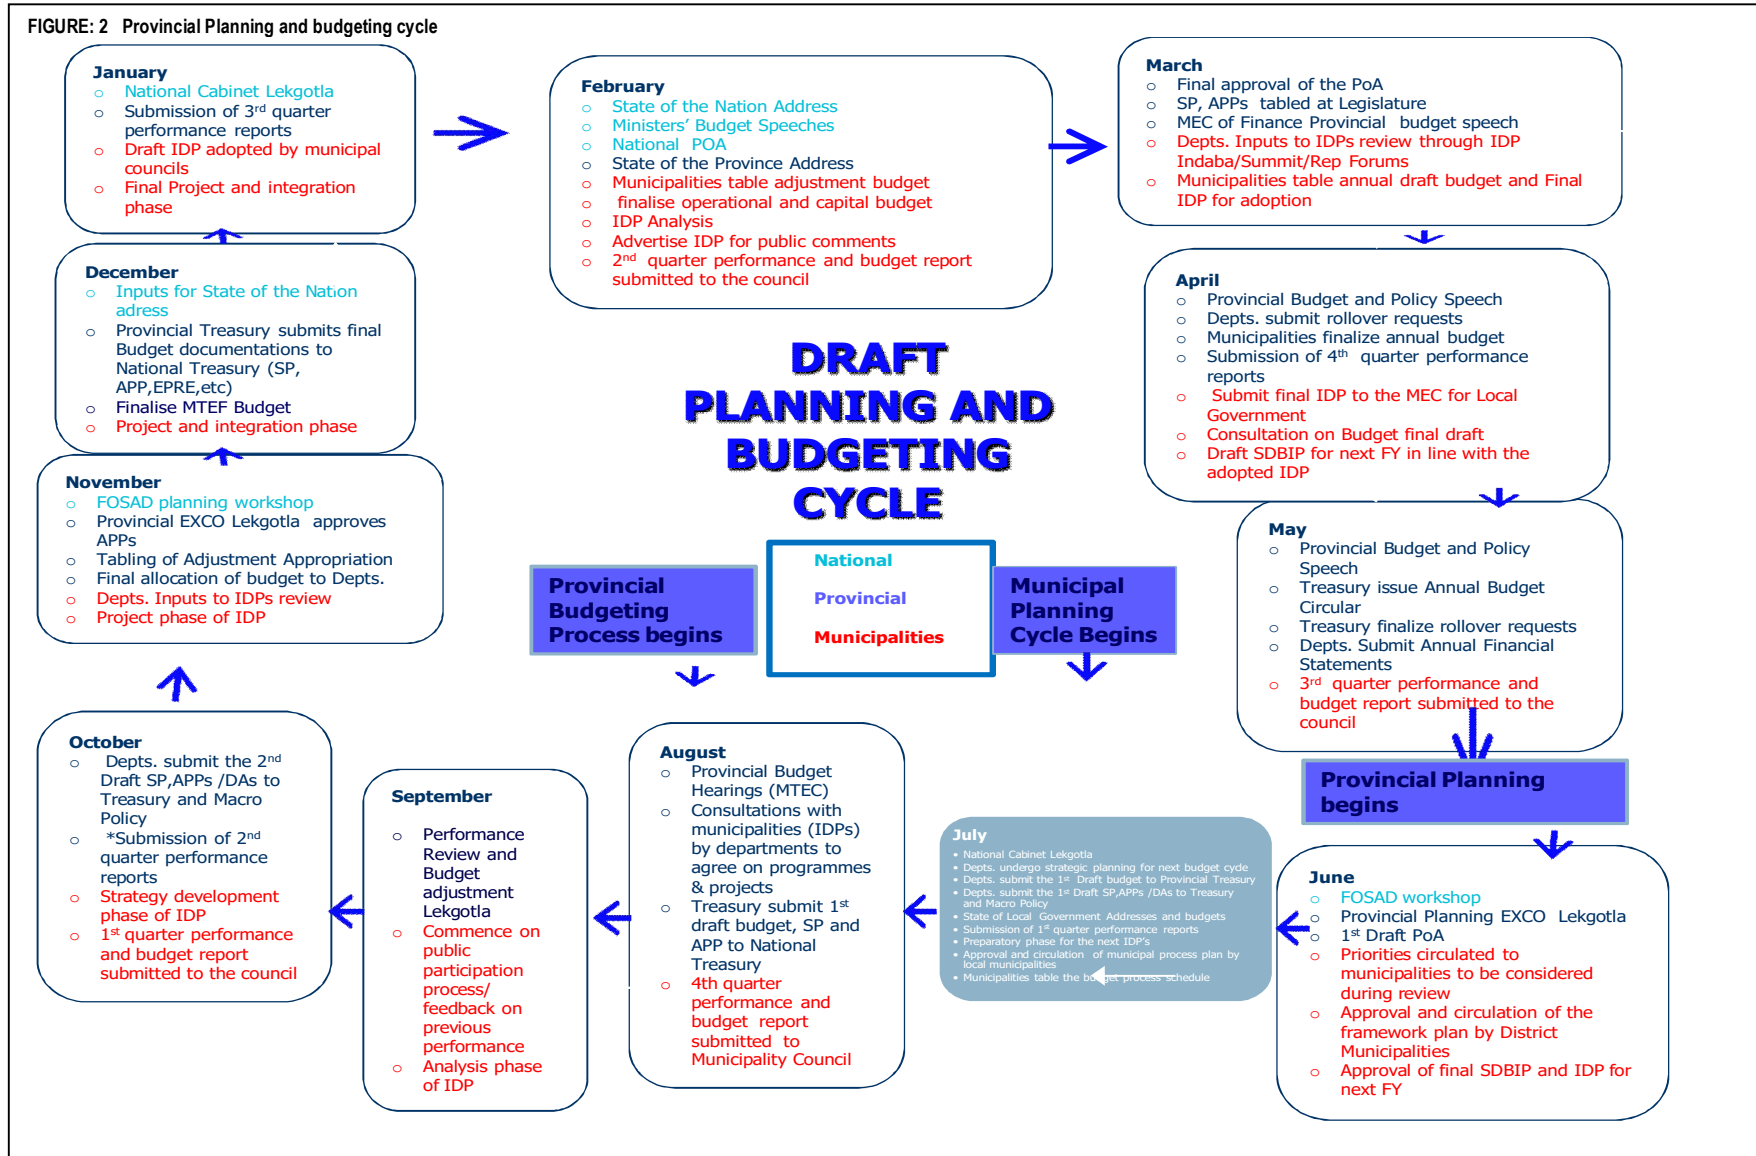 FIGURE: 2 Provincial Planning and budgeting cycle
January
o National Cabinet Lekgotla
o Submission of 3rd quarter
performance reports
o Draft IDP adopted by municipal
councils
o Final Project and integration
phase
February
o State of the Nation Address
o Ministers' Budget Speeches
o National POA
o State of the Province Address
o Municipalities table adjustment budget
o finalise operational and capital budget
o IDP Analysis
o Advertise IDP for public comments
o 2nd quarter performance and budget report
submitted to the council
March
o Final approval of the PoA
o SP, APPs tabled at Legislature
o MEC of Finance Provincial budget speech
o Depts. Inputs to IDPs review through IDP
Indaba/Summit/Rep Forums
o Municipalities table annual draft budget and Final
IDP for adoption
December
o Inputs for State of the Nation
adress
o Provincial Treasury submits final
Budget documentations to
National Treasury (SP,
APP,EPRE,etc)
o Finalise MTEF Budget
o Project and integration phase
April
o Provincial Budget and Policy Speech
o Depts. submit rollover requests
o Municipalities finalize annual budget
o Submission of 4th quarter performance
reports
o Submit final IDP to the MEC for Local
Government
o Consultation on Budget final draft
o Draft SDBIP for next FY in line with the
adopted IDP
DRAFT
PLANNING AND
BUDGETING
CYCLE
November
o FOSAD planning workshop
o Provincial EXCO Lekgotla approves
APPs
o Tabling of Adjustment Appropriation
o Final allocation of budget to Depts.
o Depts. Inputs to IDPs review
o Project phase of IDP
Provincial
Budgeting
Process begins
National
Provincial
Municipalities
Municipal
Planning
Cycle Begins
May
o Provincial Budget and Policy
Speech
o Treasury issue Annual Budget
Circular
o Treasury finalize rollover requests
o Depts. Submit Annual Financial
Statements
o 3rd quarter performance and
budget report submitted to the
council
October
o Depts. submit the 2nd
Draft SP,APPs /DAs to
Treasury and Macro
Policy
o *Submission of 2nd
quarter performance
reports
o Strategy development
phase of IDP
o 1st quarter performance
and budget report
submitted to the council
September
o Performance
Review and
Budget
adjustment
Lekgotla
o Commence on
public
participation
process/
feedback on
previous
performance
o Analysis phase
of IDP
August
o Provincial Budget
Hearings (MTEC)
o Consultations with
municipalities (IDPs)
by departments to
agree on programmes
& projects
o Treasury submit 1st
draft budget, SP and
APP to National
Treasury
o 4th quarter
performance and
budget report
submitted to
Municipality Council
July
• National Cabinet Lekgotla
• Depts. undergo strategic planning for next budget cycle
• Depts. submit the 1st Draft budget to Provincial Treasury
• Depts. submit the 1st Draft SP,APPs /DAs to Treasury
and Macro Policy
• State of Local Government Addresses and budgets
• Submission of 1st quarter performance reports
• Preparatory phase for the next IDP's
• Approval and circulation of municipal process plan by
local municipalities
• Municipalities table the budget process schedule
Provincial Planning
begins
June
o FOSAD workshop
o Provincial Planning EXCO Lekgotla
o 1st Draft PoA
o Priorities circulated to
municipalities to be considered
during review
o Approval and circulation of the
framework plan by District
Municipalities
o Approval of final SDBIP and IDP for
next FY